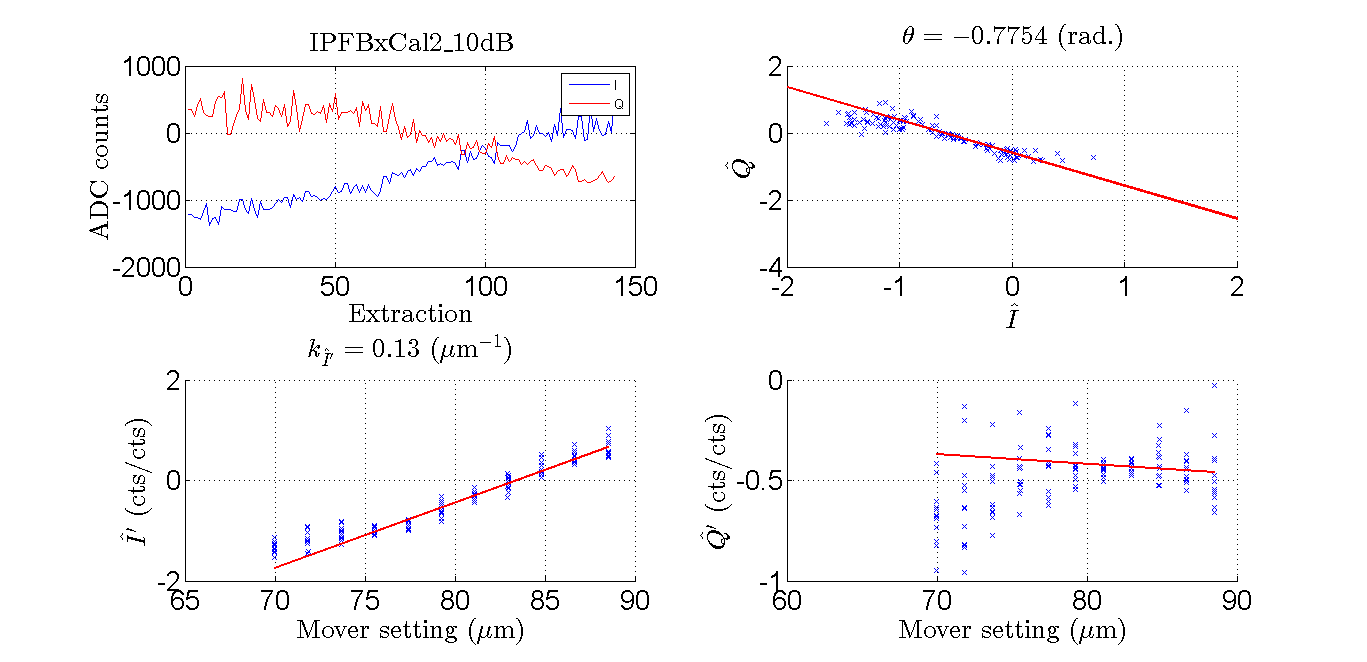 IPFBxCal2_10dB
1000
0
-1000
-2000
ADC counts
I
Q
0
50
100
150
Extraction
θ = −0.7754 (rad.)
2
0
-2
-4
Q̂
-2
-1
0
1
2
Î
k_Î′ = 0.13 (μm⁻¹)
2
0
-2
Î′ (cts/cts)
65
70
75
80
85
90
Mover setting (μm)
0
-0.5
-1
Q̂′ (cts/cts)
60
70
80
90
Mover setting (μm)